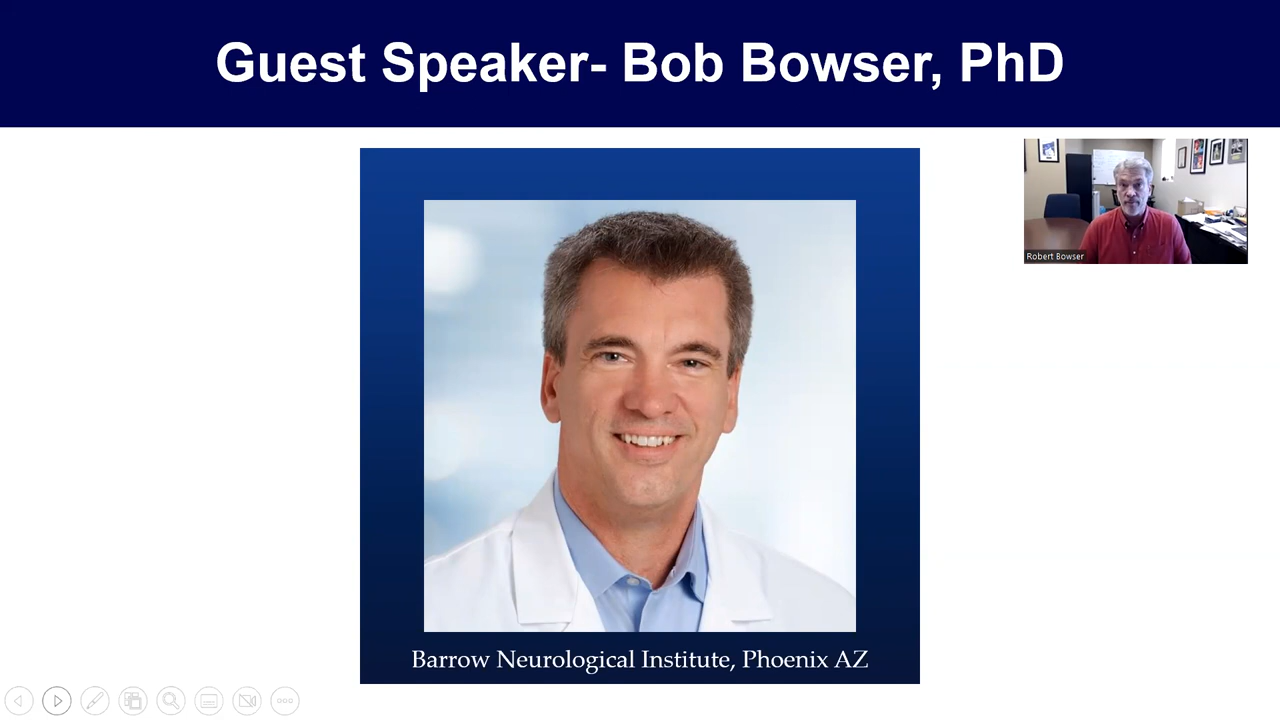 Guest Speaker- Bob Bowser, PhD
Robert Bowser
Barrow Neurological Institute, Phoenix AZ